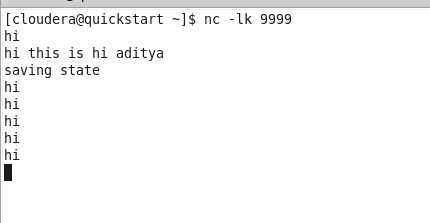 [cloudera@quickstart ~]$ nc -lk 9999
hi
hi this is hi aditya
saving state
hi
hi
hi
hi
hi